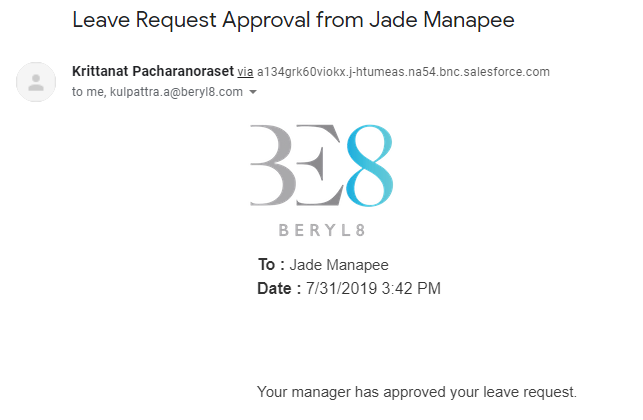 Leave Request Approval from Jade Manapee
Krittanat Pacharanoraset via a134grk60viokx.j-htumeas.na54.bnc.salesforce.com
to me, kulpattra.a@beryl8.com
BE8
BERYL8
To : Jade Manapee
Date : 7/31/2019 3:42 PM
Your manager has approved your leave request.